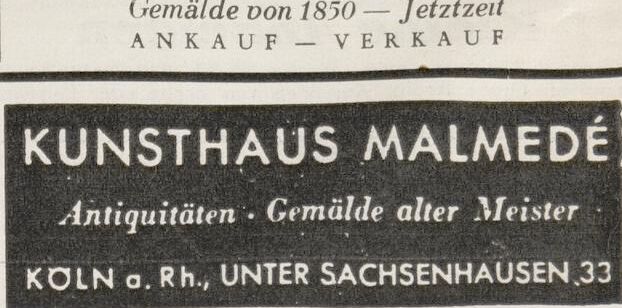 Gemälde von 1850 — Jetztzeit
ANKAUF — VERKAUF
KUNSTHAUS MALMEDÉ
Antiquitäten · Gemälde alter Meister
KÖLN a. Rh., UNTER SACHSENHAUSEN 33